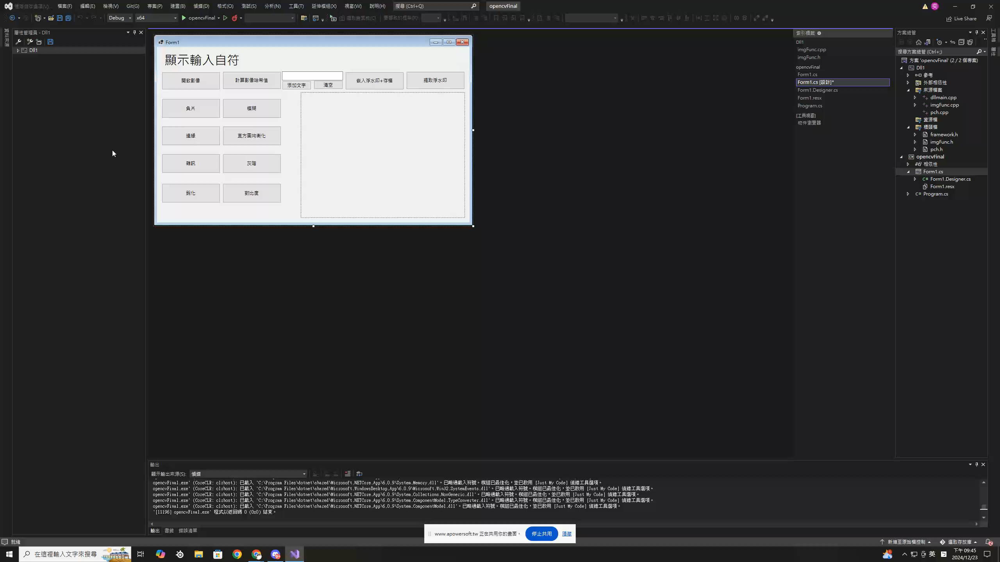 檔案(F) 編輯(E) 檢視(V) Git(G) 專案(P) 建置(B) 偵錯(D) 格式(O) 測試(S) 分析(N) 工具(T) 延伸模組(X) 視窗(W) 說明(H) 搜尋 (Ctrl+Q) opencvFinal 奕
Debug x64 opencvFinal 擷取畫面格(C) 要擷取的框架(R): Live Share
屬性管理員 - Dll1
Dll1
資料來源
Form1
顯示輸入自符
開啟影像 計算影像哈希值 添加文字 清空 嵌入浮水印+存檔 提取浮水印
負片 模糊
邊緣 直方圖均衡化
雜訊 灰階
銳化 對比度
索引標籤
Dll1
imgFunc.cpp
imgFunc.h
opencvFinal
Form1.cs
Form1.cs [設計]*
Form1.Designer.cs
Form1.resx
Program.cs
[工具視窗]
物件瀏覽器
方案總管
搜尋方案總管 (Ctrl+;)
方案 'opencvFinal' (2 / 2 個專案)
Dll1
參考
外部相依性
來源檔案
dllmain.cpp
imgFunc.cpp
pch.cpp
資源檔
標頭檔
framework.h
imgFunc.h
pch.h
opencvFinal
相依性
Form1.cs
Form1.Designer.cs
Form1.resx
Program.cs
工具箱
屬性
輸出
顯示輸出來源(S): 偵錯
opencvFinal.exe' (CoreCLR: clrhost): 已載入 'C:\Program Files\dotnet\shared\Microsoft.NETCore.App\6.0.9\System.Memory.dll'。已略過載入符號。模組已最佳化，並已啟用 [Just My Code] 偵錯工具選項。
opencvFinal.exe' (CoreCLR: clrhost): 已載入 'C:\Program Files\dotnet\shared\Microsoft.WindowsDesktop.App\6.0.9\Microsoft.Win32.SystemEvents.dll'。已略過載入符號。模組已最佳化，並已啟用 [Just My Code] 偵錯工具選項。
opencvFinal.exe' (CoreCLR: clrhost): 已載入 'C:\Program Files\dotnet\shared\Microsoft.NETCore.App\6.0.9\System.Collections.NonGeneric.dll'。已略過載入符號。模組已最佳化，並已啟用 [Just My Code] 偵錯工具選項。
opencvFinal.exe' (CoreCLR: clrhost): 已載入 'C:\Program Files\dotnet\shared\Microsoft.NETCore.App\6.0.9\System.ComponentModel.TypeConverter.dll'。已略過載入符號。模組已最佳化，並已啟用 [Just My Code] 偵錯工具選項。
opencvFinal.exe' (CoreCLR: clrhost): 已載入 'C:\Program Files\dotnet\shared\Microsoft.NETCore.App\6.0.9\System.ComponentModel.dll'。已略過載入符號。模組已最佳化，並已啟用 [Just My Code] 偵錯工具選項。
'[11196] opencvFinal.exe' 程式以返回碼 0 (0x0) 結束。
輸出 書籤 錯誤清單
www.apowersoft.tw 正在共用你的畫面。 停止共用 隱藏
就緒 新增至原始檔控制 選取存放庫 2
在這裡輸入文字來搜尋 9+ 1 英 下午 09:45
2024/12/23